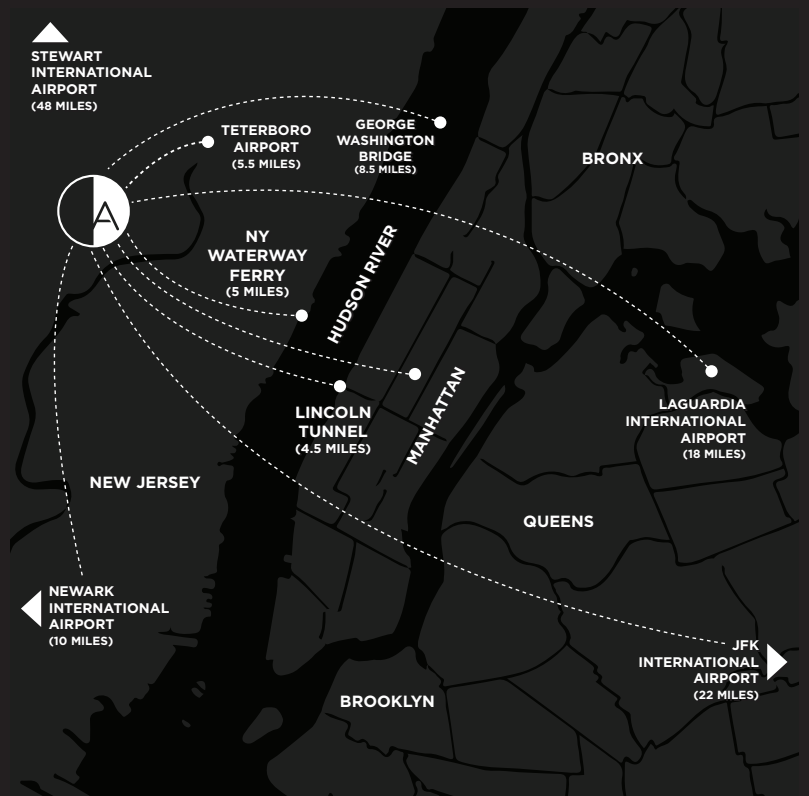 STEWART
INTERNATIONAL
AIRPORT
(48 MILES)
TETERBORO
AIRPORT
(5.5 MILES)
GEORGE
WASHINGTON
BRIDGE
(8.5 MILES)
BRONX
A
NY
WATERWAY
FERRY
(5 MILES)
HUDSON RIVER
MANHATTAN
LINCOLN
TUNNEL
(4.5 MILES)
LAGUARDIA
INTERNATIONAL
AIRPORT
(18 MILES)
NEW JERSEY
QUEENS
NEWARK
INTERNATIONAL
AIRPORT
(10 MILES)
JFK
INTERNATIONAL
AIRPORT
(22 MILES)
BROOKLYN